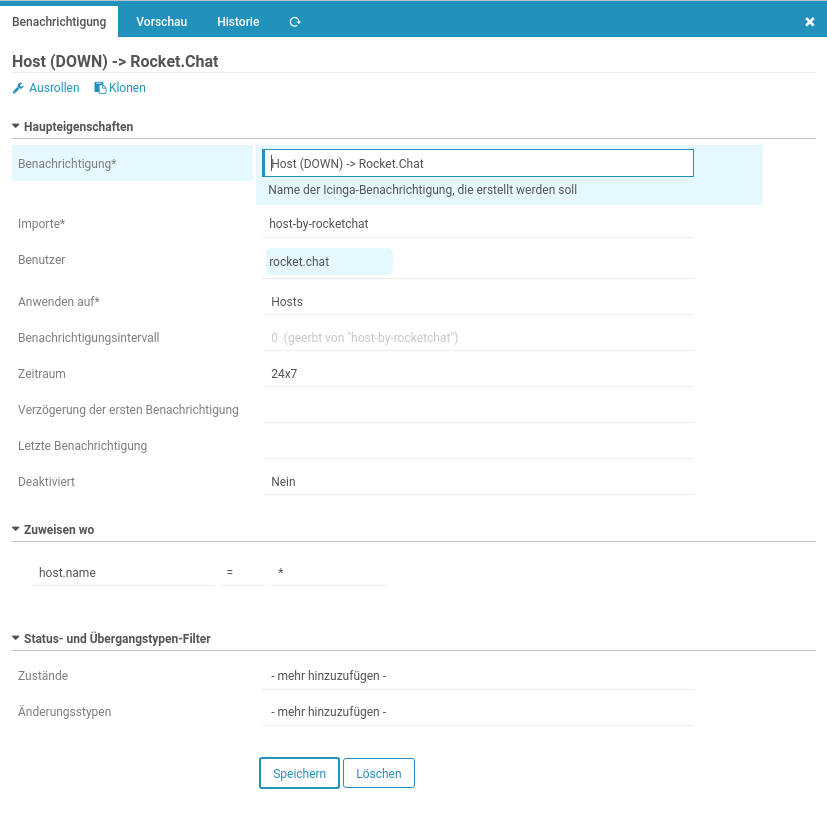 Benachrichtigung Vorschau Historie
Host (DOWN) -> Rocket.Chat
Ausrollen Klonen
Haupteigenschaften
Benachrichtigung* Host (DOWN) -> Rocket.Chat
Name der Icinga-Benachrichtigung, die erstellt werden soll
Importe* host-by-rocketchat
Benutzer rocket.chat
Anwenden auf* Hosts
Benachrichtigungsintervall 0 (geerbt von "host-by-rocketchat")
Zeitraum 24x7
Verzögerung der ersten Benachrichtigung
Letzte Benachrichtigung
Deaktiviert Nein
Zuweisen wo
host.name = *
Status- und Übergangstypen-Filter
Zustände - mehr hinzuzufügen -
Änderungsstypen - mehr hinzuzufügen -
Speichern Löschen